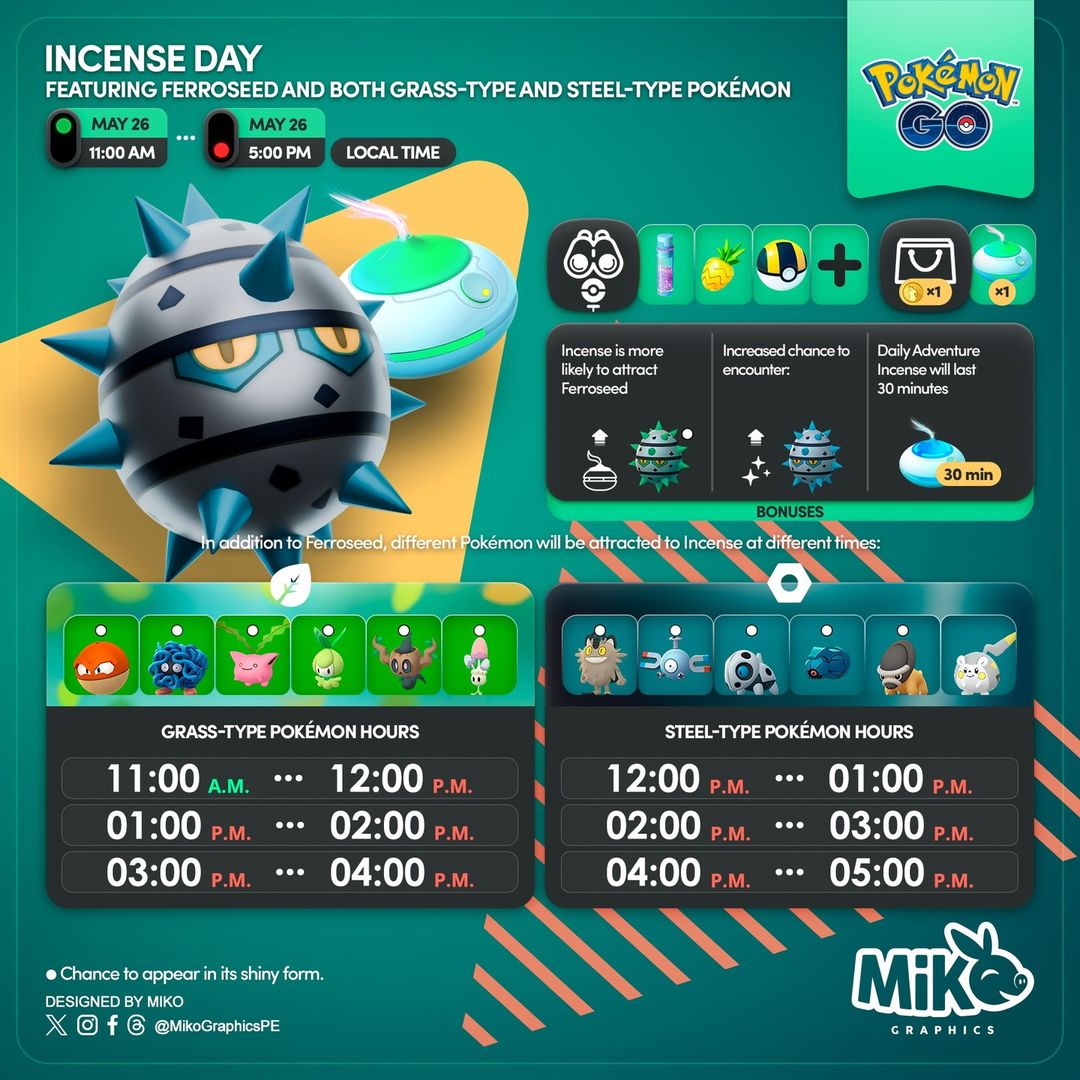 INCENSE DAY
FEATURING FERROSEED AND BOTH GRASS-TYPE AND STEEL-TYPE POKÉMON
MAY 26
11:00 AM
•••
MAY 26
5:00 PM
LOCAL TIME
POKÉMON
GO
×1
×1
Incense is more
likely to attract
Ferroseed
Increased chance to
encounter:
Daily Adventure
Incense will last
30 minutes
30 min
BONUSES
In addition to Ferroseed, different Pokémon will be attracted to Incense at different times:
GRASS-TYPE POKÉMON HOURS
11:00 A.M. ••• 12:00 P.M.
01:00 P.M. ••• 02:00 P.M.
03:00 P.M. ••• 04:00 P.M.
STEEL-TYPE POKÉMON HOURS
12:00 P.M. ••• 01:00 P.M.
02:00 P.M. ••• 03:00 P.M.
04:00 P.M. ••• 05:00 P.M.
Chance to appear in its shiny form.
DESIGNED BY MIKO
@MikoGraphicsPE
MiKO
GRAPHICS